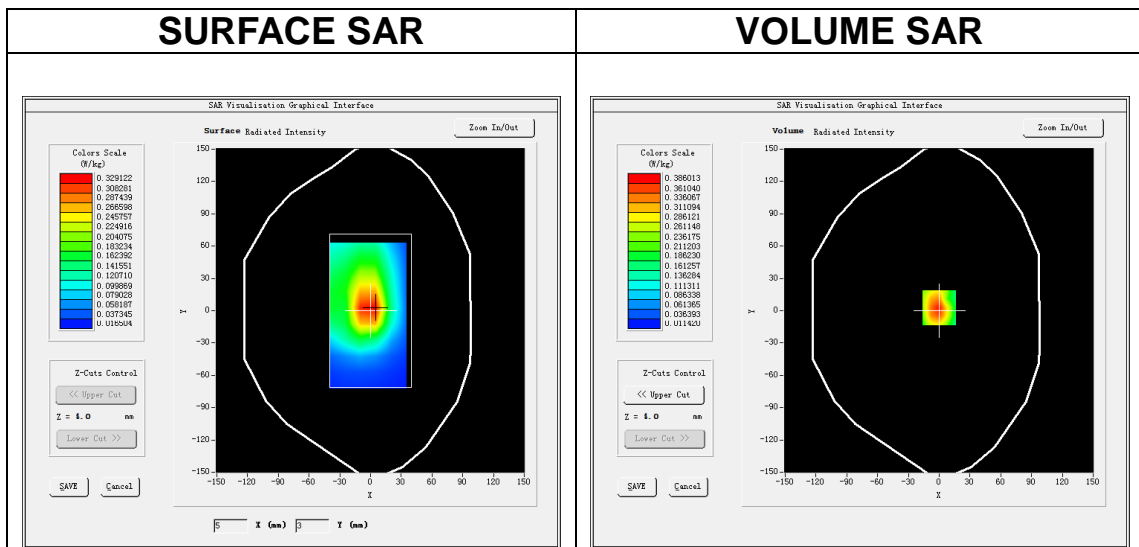 SURFACE SAR
SAR Visualisation Graphical Interface
Surface Radiated Intensity
Zoom In/Out
Colors Scale
(W/kg)
0.329122
0.308281
0.287439
0.266598
0.245757
0.224916
0.204075
0.183234
0.162392
0.141551
0.120710
0.099869
0.079028
0.058187
0.037345
0.016504
150
120
90
60
30
0
-30
-60
-90
-120
-150
Y
-150 -120 -90 -60 -30 0 30 60 90 120 150
X
Z-Cuts Control
<< Upper Cut
Z = 4.0 mm
Lower Cut >>
SAVE Cancel
5 X (mm) 3 Y (mm)
VOLUME SAR
SAR Visualisation Graphical Interface
Volume Radiated Intensity
Zoom In/Out
Colors Scale
(W/kg)
0.386013
0.361040
0.336067
0.311094
0.286121
0.261148
0.236175
0.211203
0.186230
0.161257
0.136284
0.111311
0.086338
0.061365
0.036393
0.011420
150
120
90
60
30
0
-30
-60
-90
-120
-150
Y
-150 -120 -90 -60 -30 0 30 60 90 120 150
X
Z-Cuts Control
<< Upper Cut
Z = 4.0 mm
Lower Cut >>
SAVE Cancel